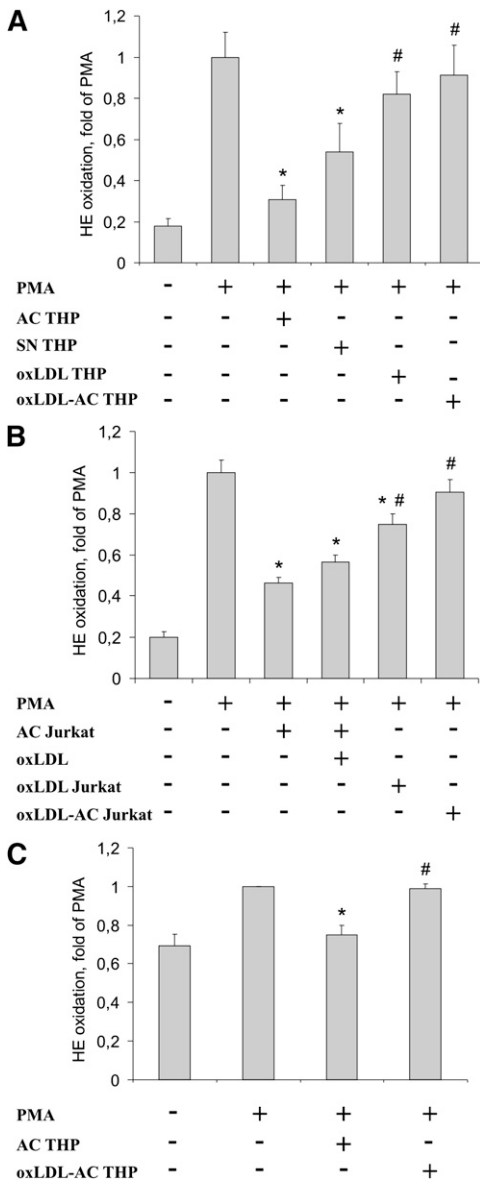 A
HE oxidation, fold of PMA
1,2
1
0,8
0,6
0,4
0,2
0
* * # #
PMA - + + + + +
AC THP - - + - - -
SN THP - - - + - -
oxLDL THP - - - - + -
oxLDL-AC THP - - - - - +
B
HE oxidation, fold of PMA
1,2
1
0,8
0,6
0,4
0,2
0
* * * # #
PMA - + + + + +
AC Jurkat - - + + - -
oxLDL - - - + - -
oxLDL Jurkat - - - - + -
oxLDL-AC Jurkat - - - - - +
C
HE oxidation, fold of PMA
1,2
1
0,8
0,6
0,4
0,2
0
* #
PMA - + + +
AC THP - - + -
oxLDL-AC THP - - - +